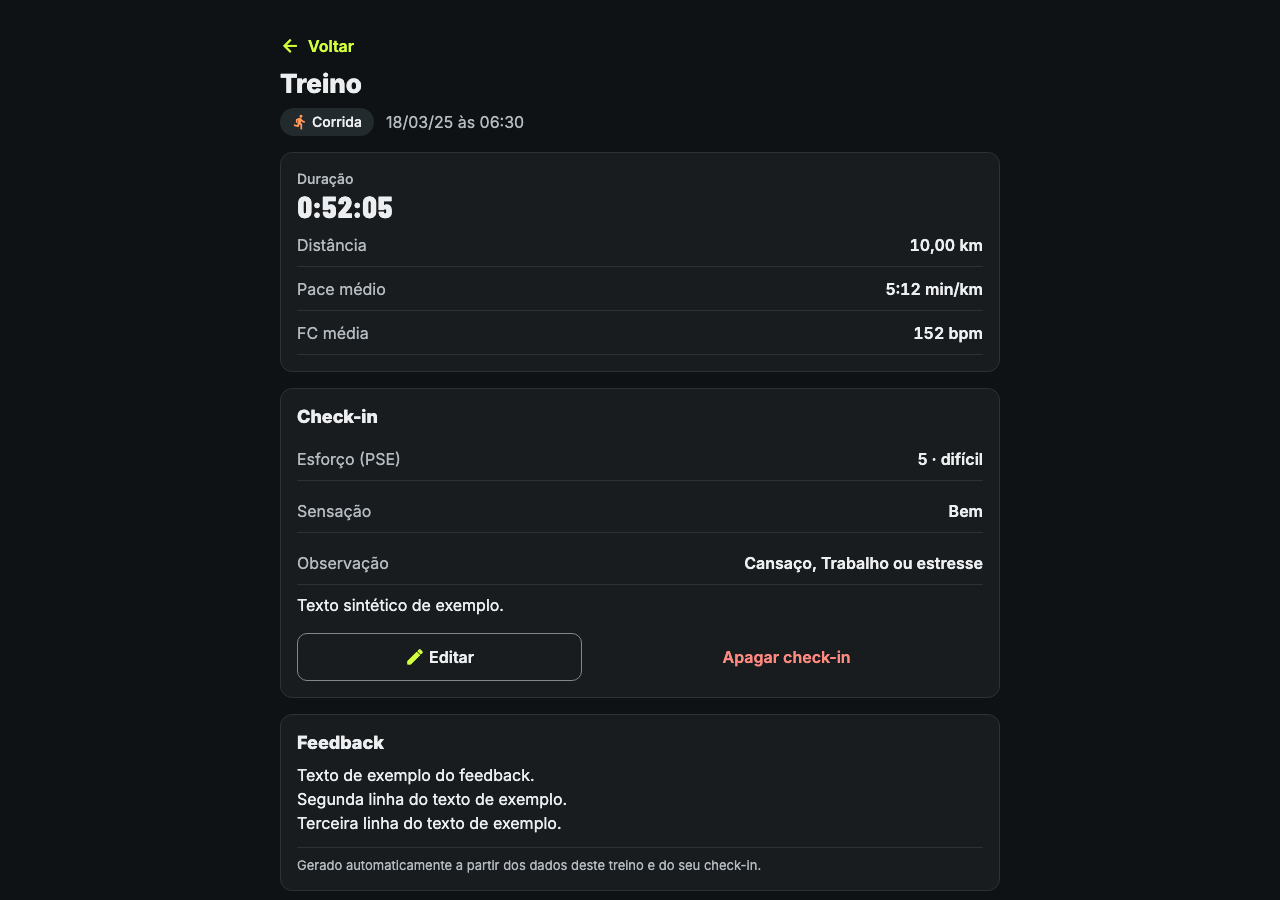 Voltar
Treino
Corrida 18/03/25 às 06:30
Duração
0:52:05
Distância 10,00 km
Pace médio 5:12 min/km
FC média 152 bpm
Check-in
Esforço (PSE) 5 · difícil
Sensação Bem
Observação Cansaço, Trabalho ou estresse
Texto sintético de exemplo.
Editar Apagar check-in
Feedback
Texto de exemplo do feedback.
Segunda linha do texto de exemplo.
Terceira linha do texto de exemplo.
Gerado automaticamente a partir dos dados deste treino e do seu check-in.